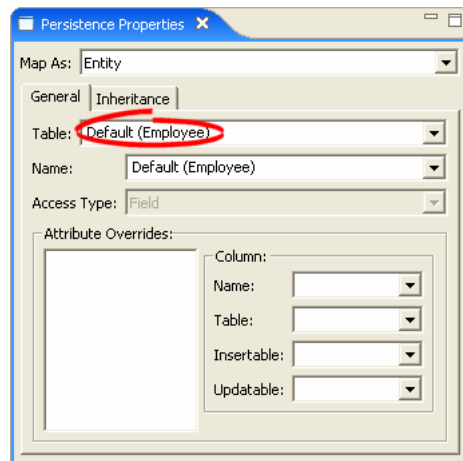 Persistence Properties
Map As: Entity
General Inheritance
Table: Default (Employee)
Name: Default (Employee)
Access Type: Field
Attribute Overrides:
Column:
Name:
Table:
Insertable:
Updatable: